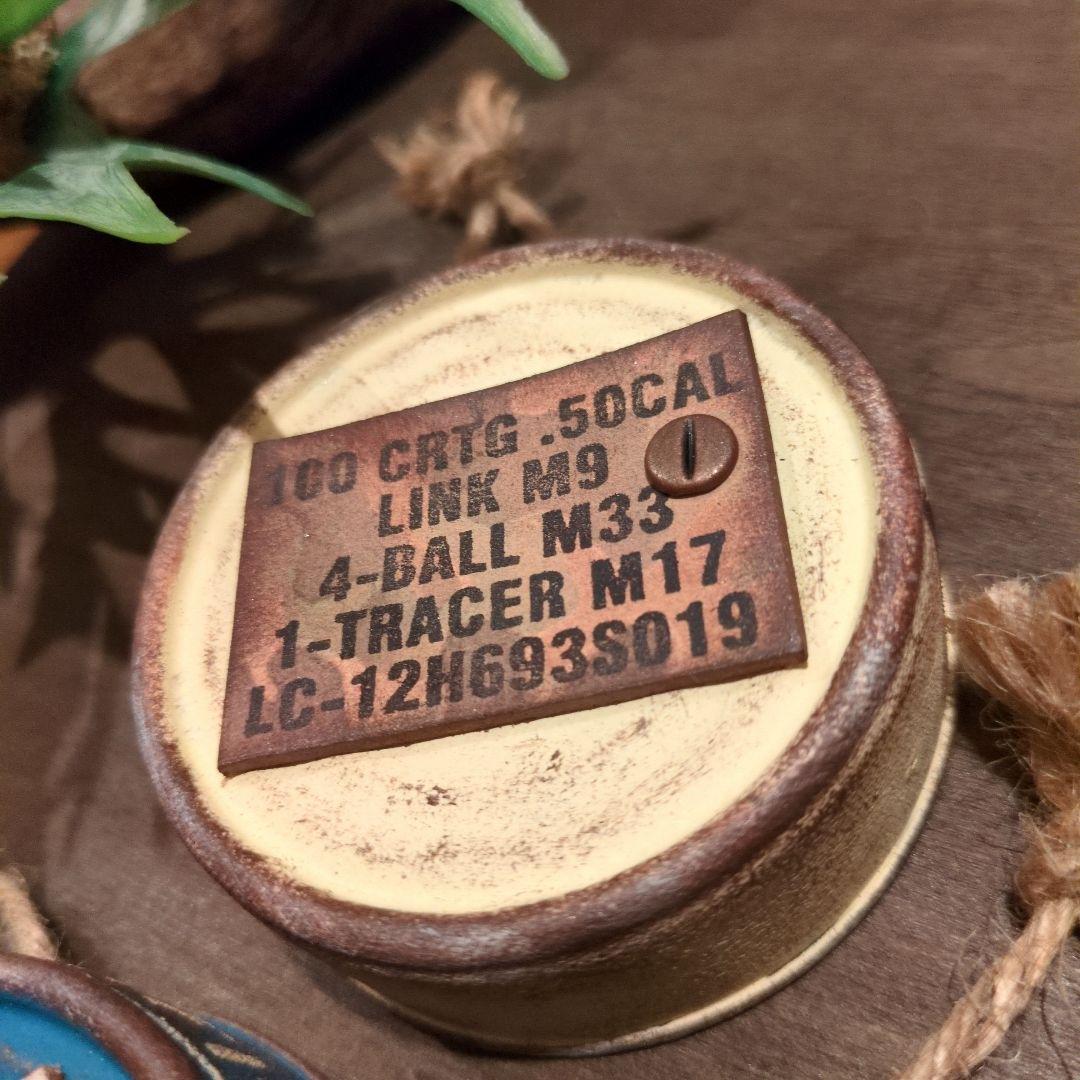 100 CRTG .50CAL
LINK M9
4-BALL M33
1-TRACER M17
LC-12H693S019